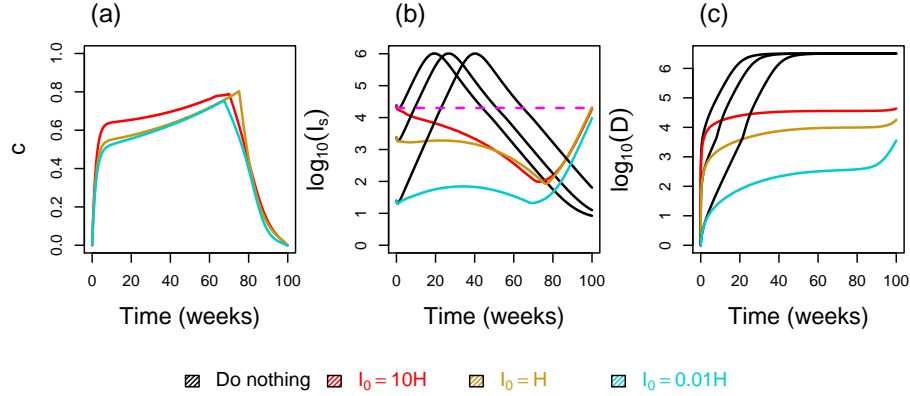 (a)
(b)
(c)
c
0.0 0.2 0.4 0.6 0.8 1.0
0 20 40 60 80 100
Time (weeks)
log₁₀(Iₛ)
0 1 2 3 4 5 6
0 20 40 60 80 100
Time (weeks)
log₁₀(D)
0 1 2 3 4 5 6
0 20 40 60 80 100
Time (weeks)
Do nothing I₀ = 10H I₀ = H I₀ = 0.01H